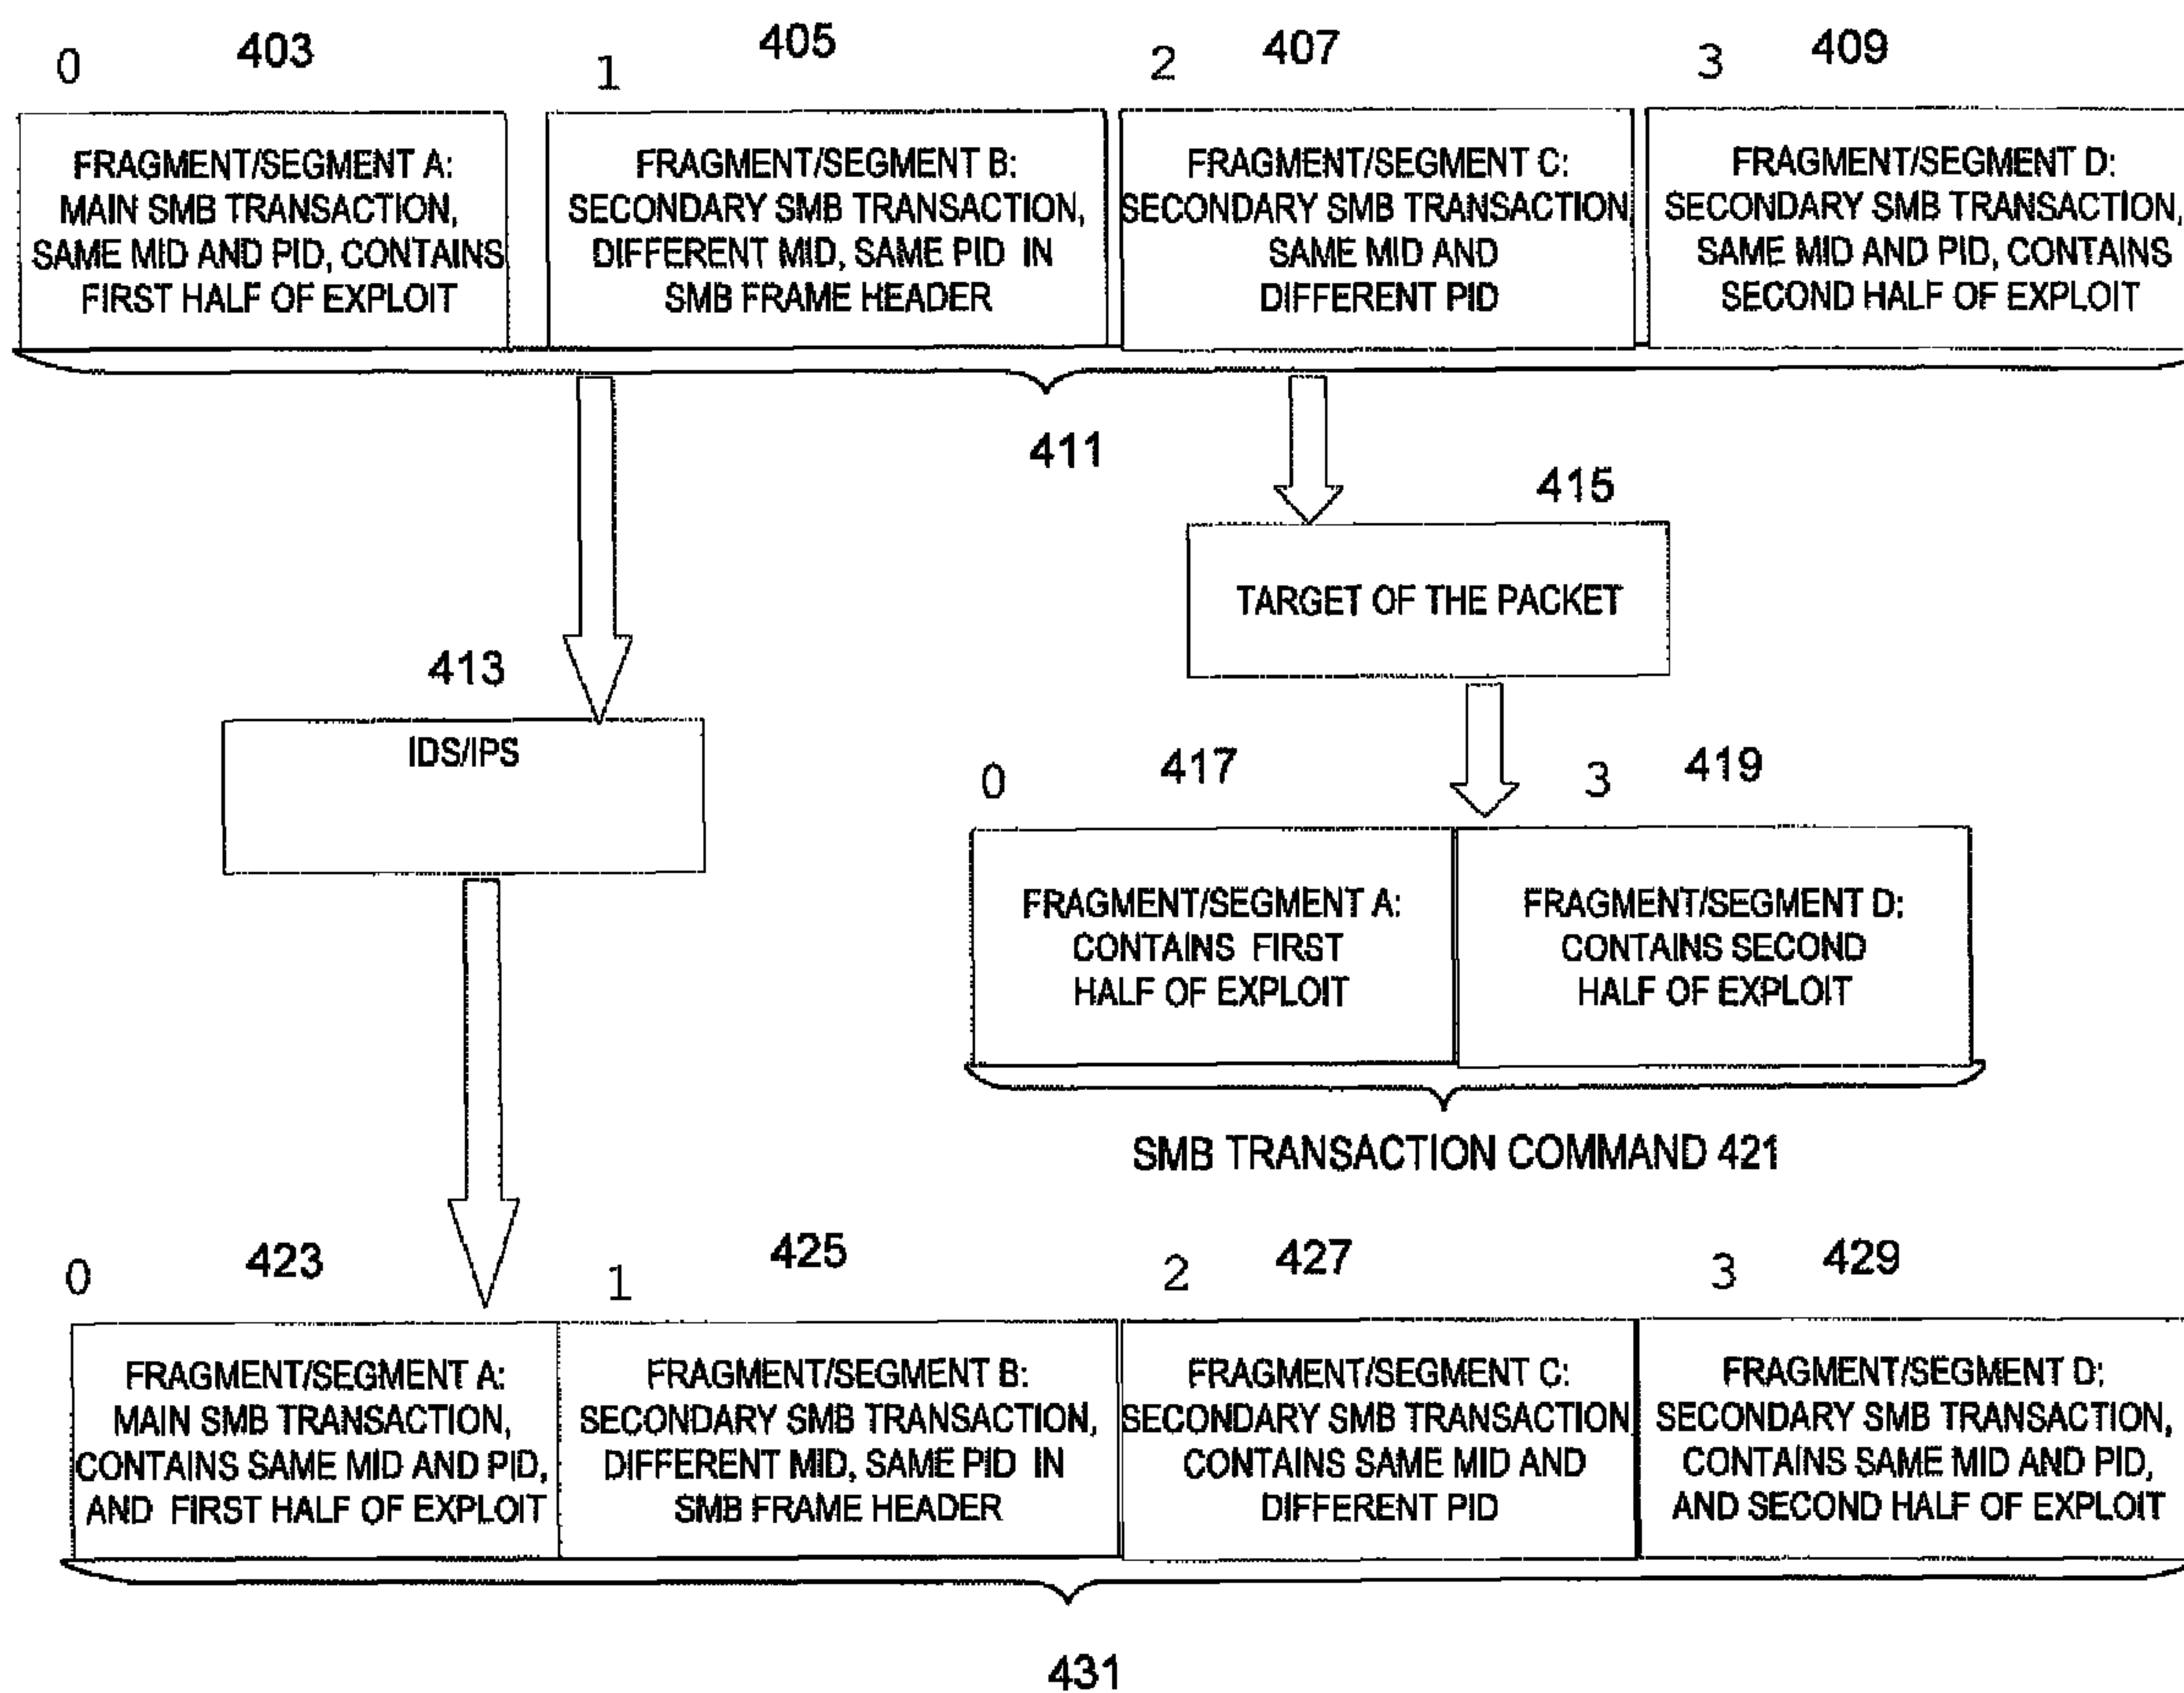 0 403 1 405 2 407 3 409
FRAGMENT/SEGMENT A:
MAIN SMB TRANSACTION,
SAME MID AND PID, CONTAINS
FIRST HALF OF EXPLOIT
FRAGMENT/SEGMENT B:
SECONDARY SMB TRANSACTION,
DIFFERENT MID, SAME PID IN
SMB FRAME HEADER
FRAGMENT/SEGMENT C:
SECONDARY SMB TRANSACTION
SAME MID AND
DIFFERENT PID
FRAGMENT/SEGMENT D:
SECONDARY SMB TRANSACTION,
SAME MID AND PID, CONTAINS
SECOND HALF OF EXPLOIT
411
415
TARGET OF THE PACKET
413
IDS/IPS
0 417 3 419
FRAGMENT/SEGMENT A:
CONTAINS FIRST
HALF OF EXPLOIT
FRAGMENT/SEGMENT D:
CONTAINS SECOND
HALF OF EXPLOIT
SMB TRANSACTION COMMAND 421
0 423 1 425 2 427 3 429
FRAGMENT/SEGMENT A:
MAIN SMB TRANSACTION,
CONTAINS SAME MID AND PID,
AND FIRST HALF OF EXPLOIT
FRAGMENT/SEGMENT B:
SECONDARY SMB TRANSACTION,
DIFFERENT MID, SAME PID IN
SMB FRAME HEADER
FRAGMENT/SEGMENT C:
SECONDARY SMB TRANSACTION
CONTAINS SAME MID AND
DIFFERENT PID
FRAGMENT/SEGMENT D:
SECONDARY SMB TRANSACTION,
CONTAINS SAME MID AND PID,
AND SECOND HALF OF EXPLOIT
431